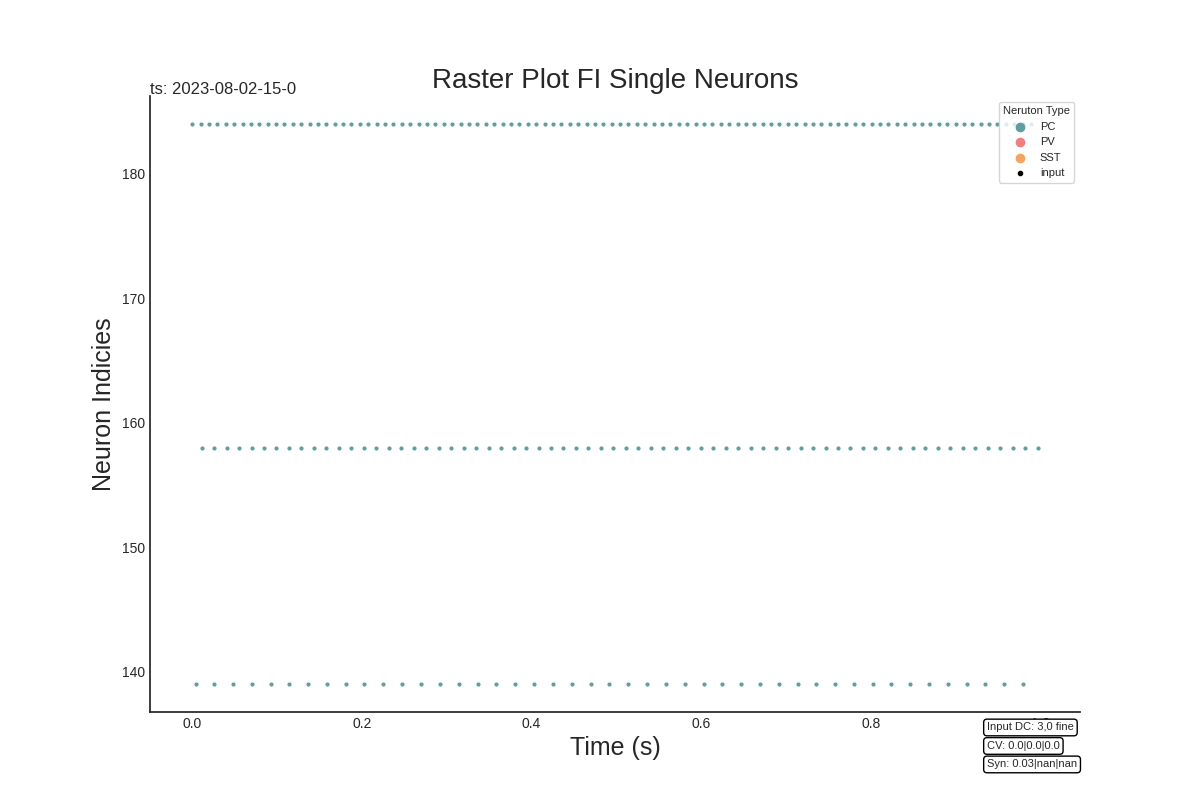 Raster Plot FI Single Neurons
ts: 2023-08-02-15-0
Neruton Type
PC
PV
SST
input
180
170
160
150
140
Neuron Indicies
0.0
0.2
0.4
0.6
0.8
Time (s)
Input DC: 3,0 fine
CV: 0.0|0.0|0.0
Syn: 0.03|nan|nan